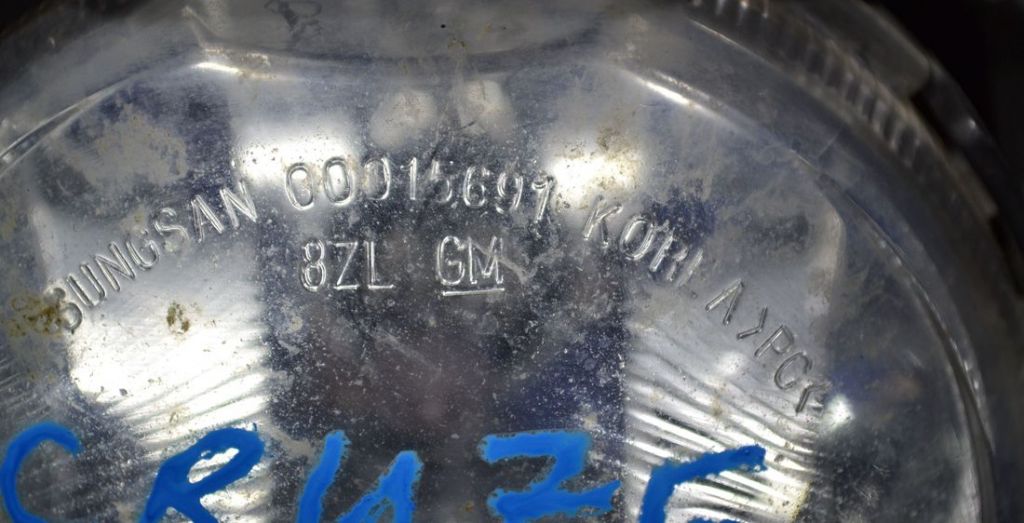 SUNGSAN 00015691 KOREA >PC<
8ZL GM
CRUZE